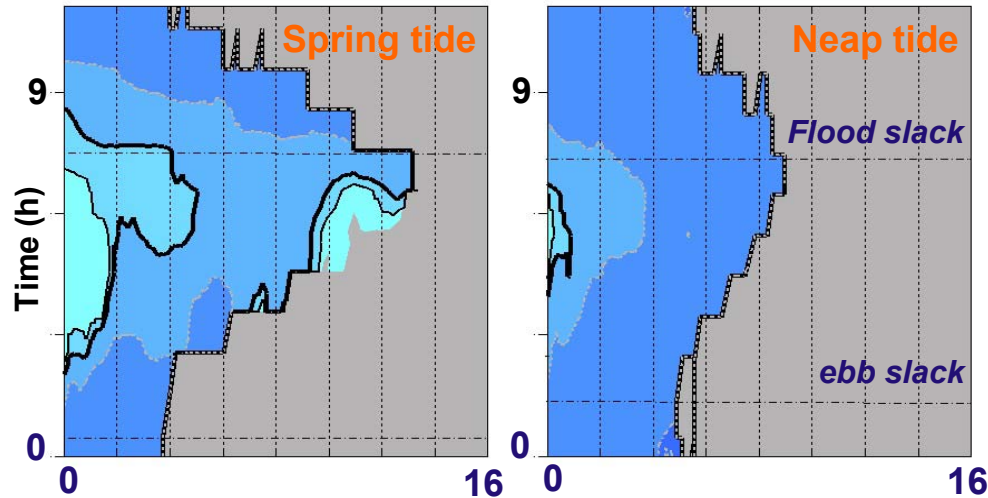 Spring tide
Neap tide
9
9
Flood slack
Time (h)
ebb slack
0
0
0
16
0
16